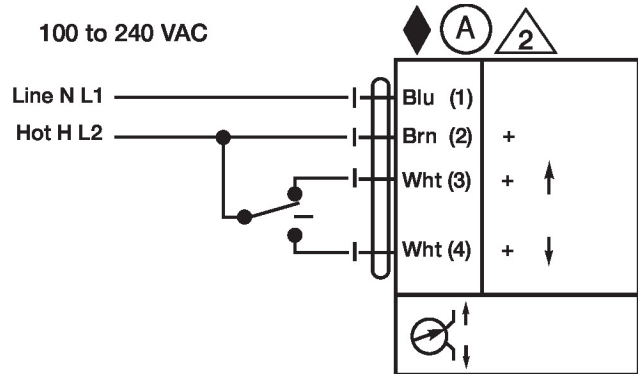 100 to 240 VAC
A
2
Line N L1
Blu (1)
Hot H L2
Brn (2) +
Wht (3) +
Wht (4) +